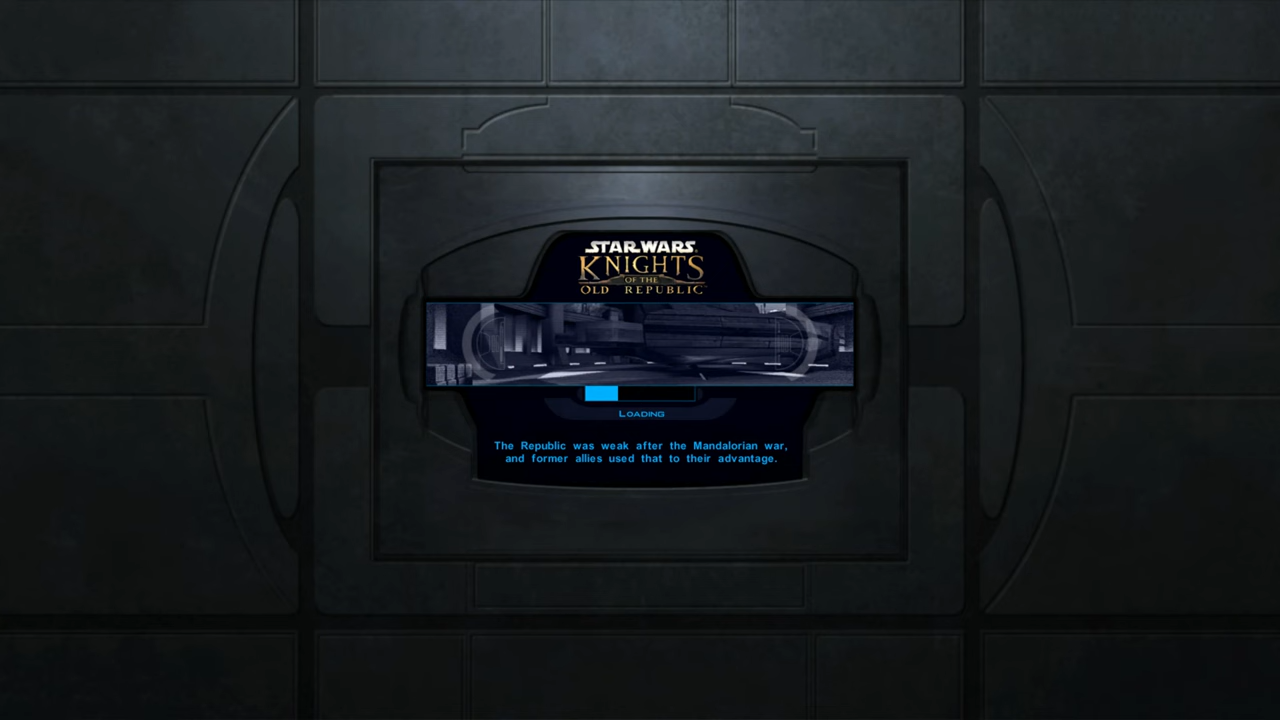 STAR WARS
KNIGHTS
OF THE
OLD REPUBLIC
LOADING
The Republic was weak after the Mandalorian war,
and former allies used that to their advantage.